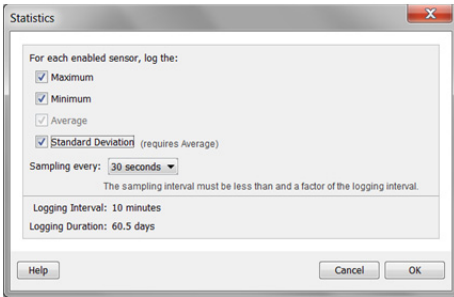 Statistics
For each enabled sensor, log the:
Maximum
Minimum
Average
Standard Deviation (requires Average)
Sampling every: 30 seconds
The sampling interval must be less than and a factor of the logging interval.
Logging Interval: 10 minutes
Logging Duration: 60.5 days
Help Cancel OK